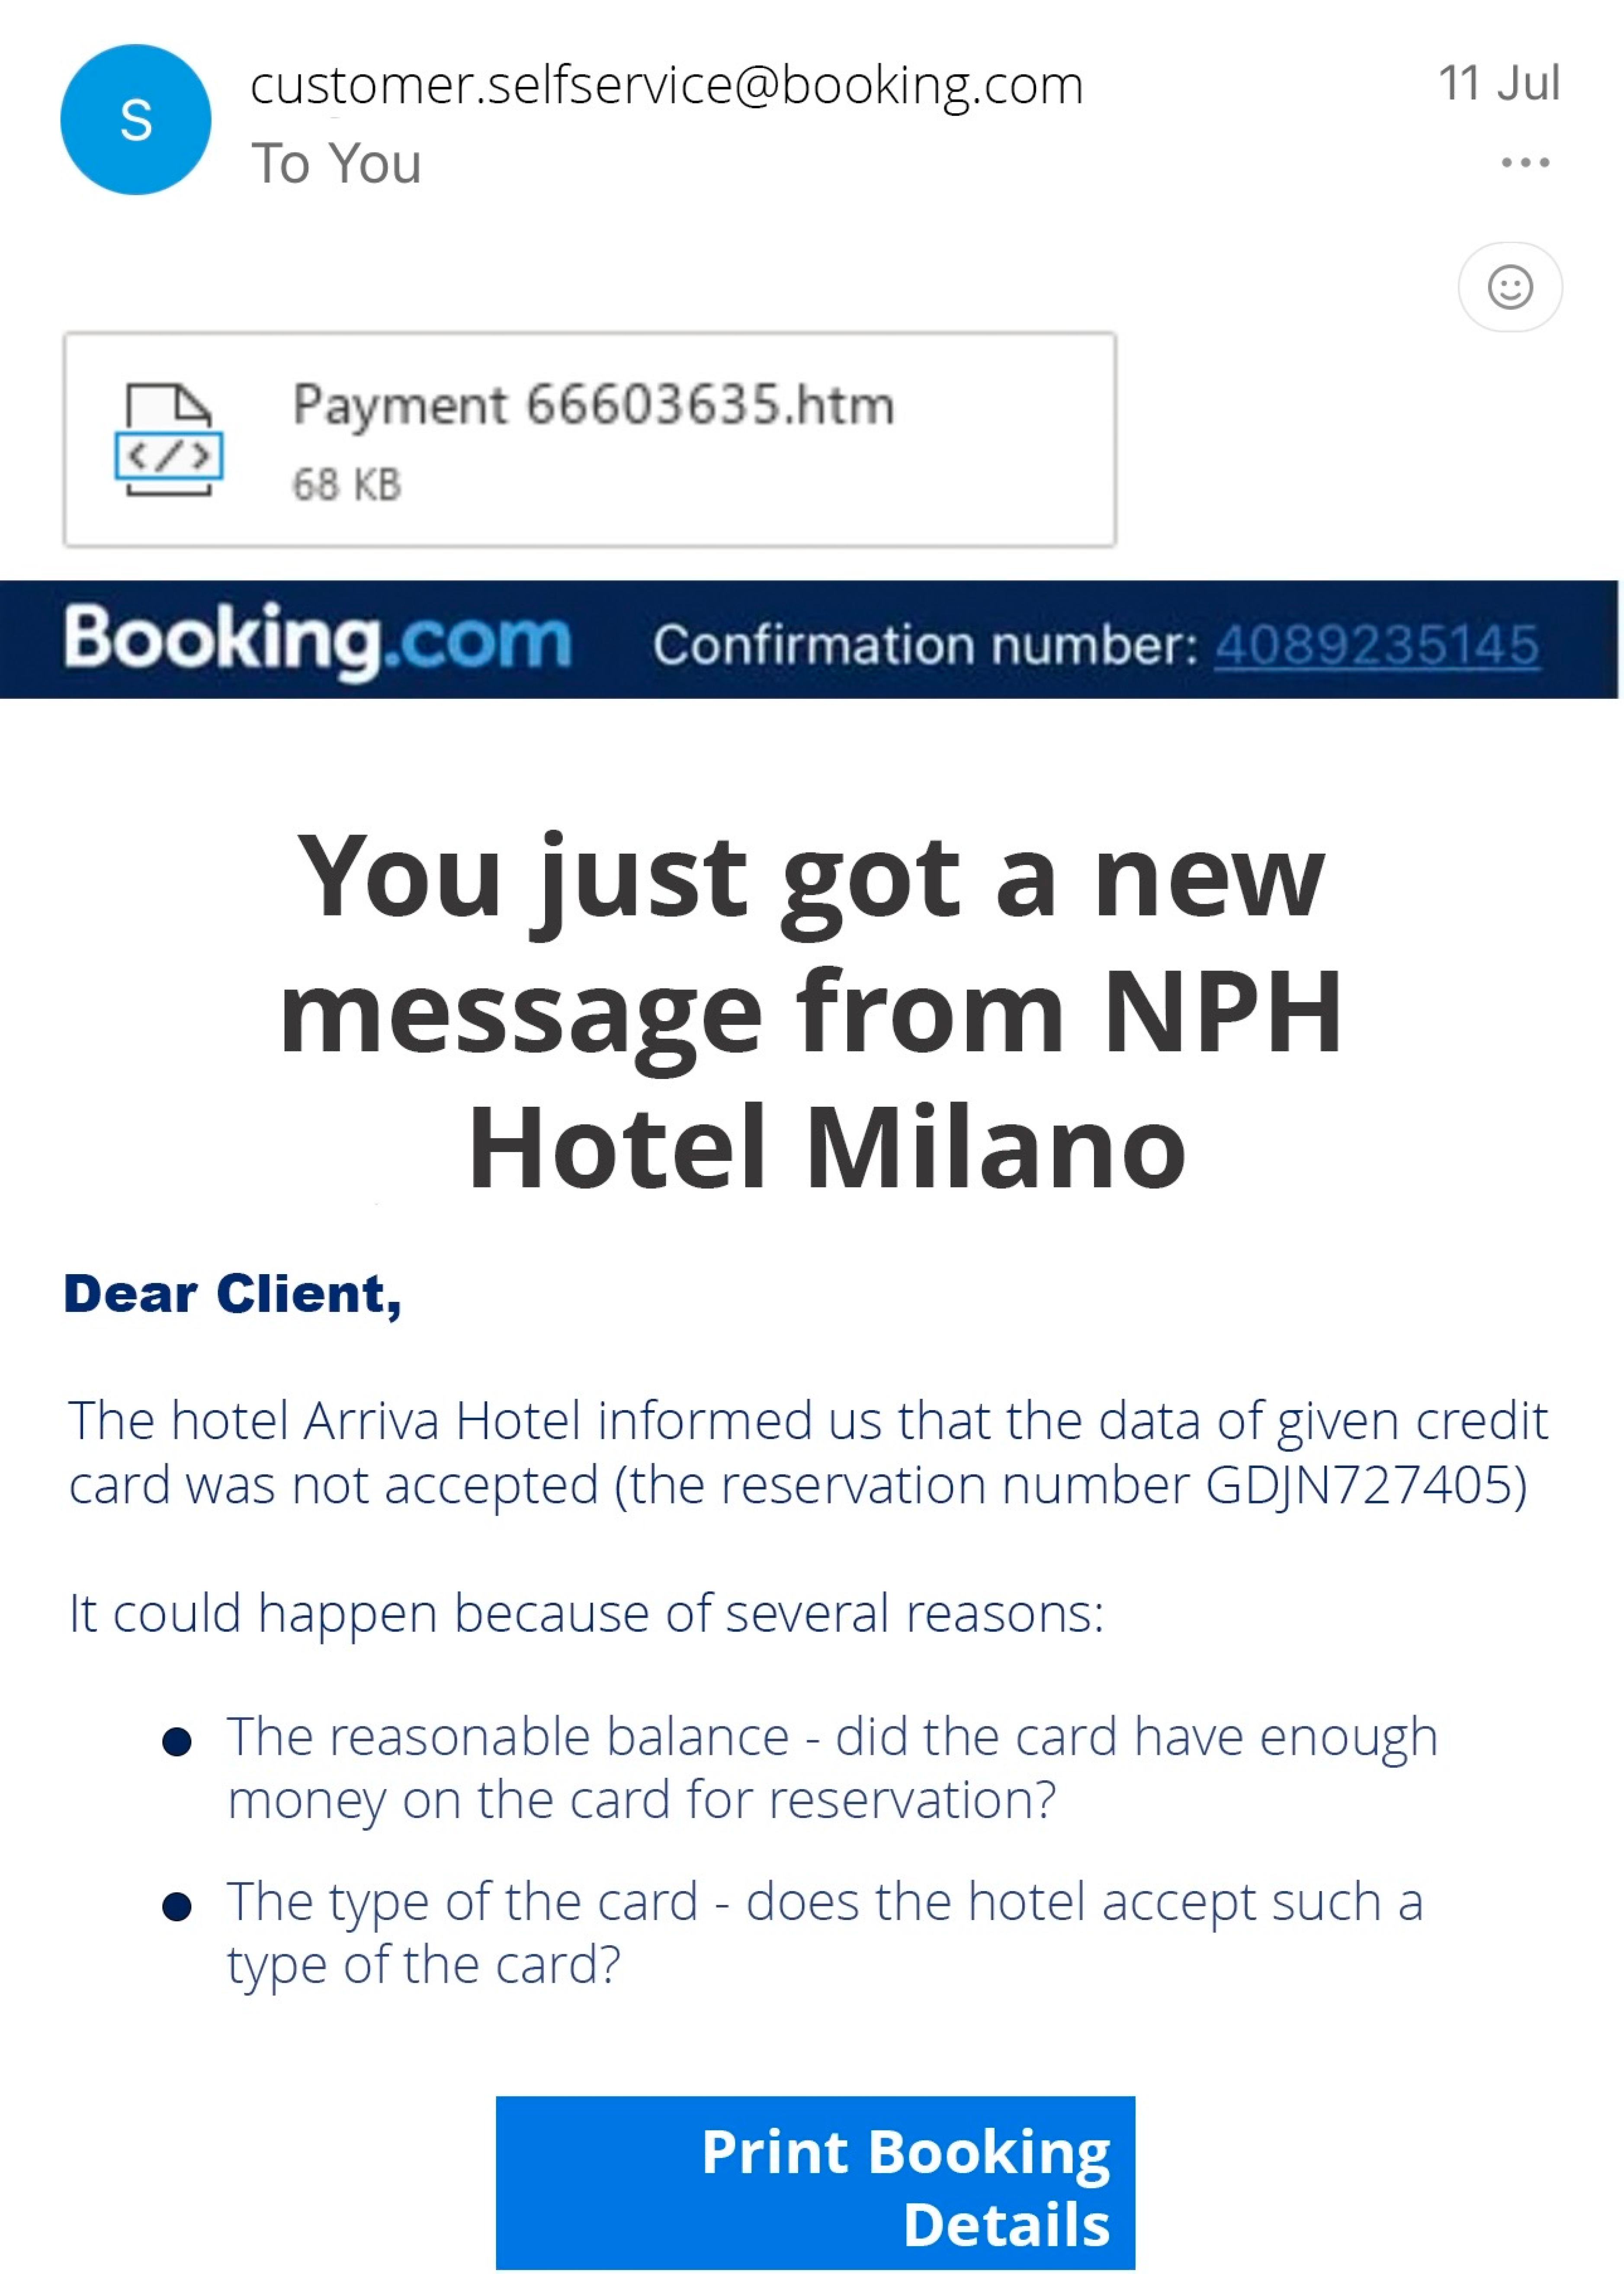 S
customer.selfservice@booking.com
11 Jul
To You
Payment 66603635.htm
68 KB
Booking.com
Confirmation number: 4089235145
You just got a new
message from NPH
Hotel Milano
Dear Client,
The hotel Arriva Hotel informed us that the data of given credit
card was not accepted (the reservation number GDJN727405)
It could happen because of several reasons:
● The reasonable balance - did the card have enough
money on the card for reservation?
● The type of the card - does the hotel accept such a
type of the card?
Print Booking
Details